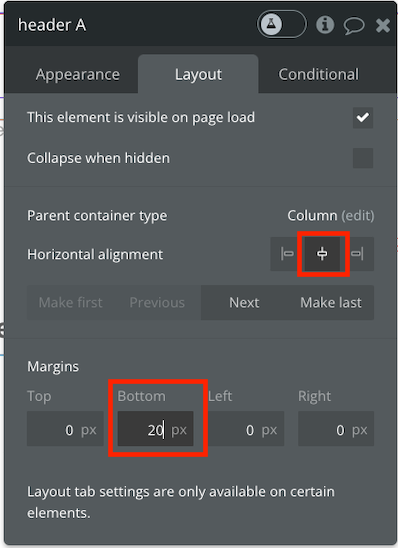 header A
Appearance Layout Conditional
This element is visible on page load
Collapse when hidden
Parent container type Column (edit)
Horizontal alignment
Make first Previous Next Make last
Margins
Top Bottom Left Right
0 px 20 px 0 px 0 px
Layout tab settings are only available on certain
elements.